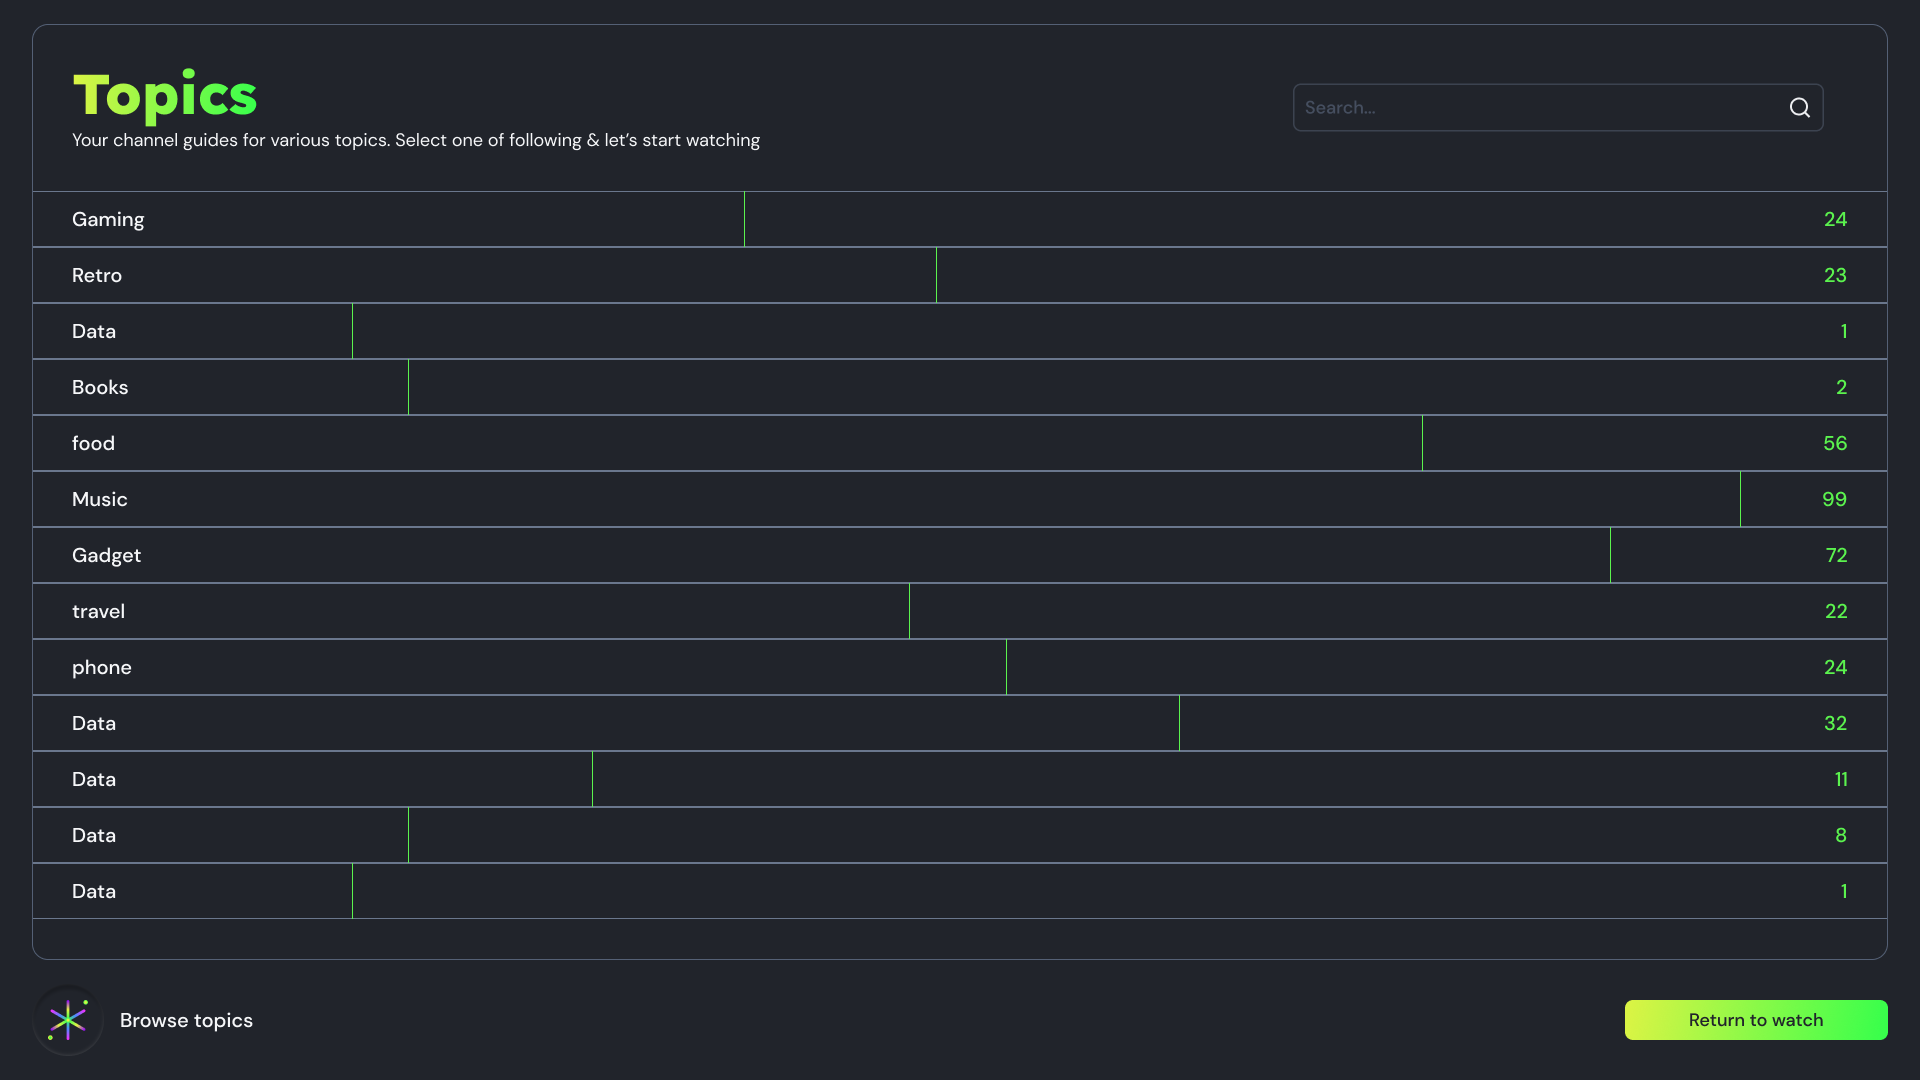 Topics
Your channel guides for various topics. Select one of following & let’s start watching
Search...
Gaming 24
Retro 23
Data 1
Books 2
food 56
Music 99
Gadget 72
travel 22
phone 24
Data 32
Data 11
Data 8
Data 1
Browse topics
Return to watch